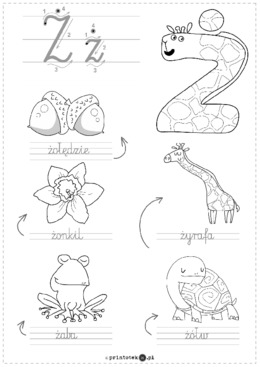 Ż ż
Ż
żołędzie
żonkil
żyrafa
żaba
żółw
printoteka.pl